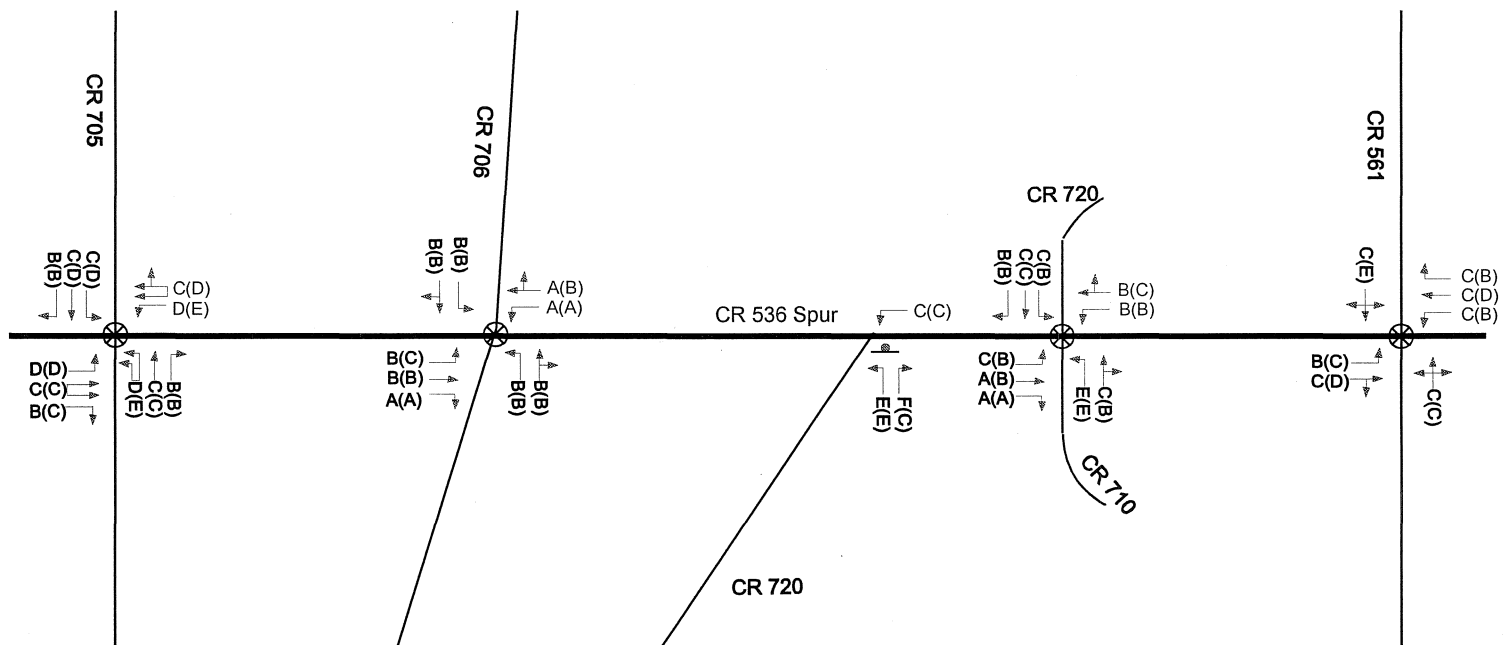 CR 705
CR 706
CR 561
CR 720
B(B)
C(D)
C(D)
C(D)
D(E)
B(B)
B(B)
A(B)
A(A)
CR 536 Spur
C(C)
B(B)
C(C)
C(B)
B(C)
B(B)
C(E)
C(B)
C(D)
C(B)
D(D)
C(C)
B(C)
D(E)
C(C)
B(B)
B(C)
B(B)
A(A)
B(B)
B(B)
E(E)
F(C)
C(B)
A(B)
A(A)
E(E)
C(B)
B(C)
C(D)
C(C)
CR 710
CR 720